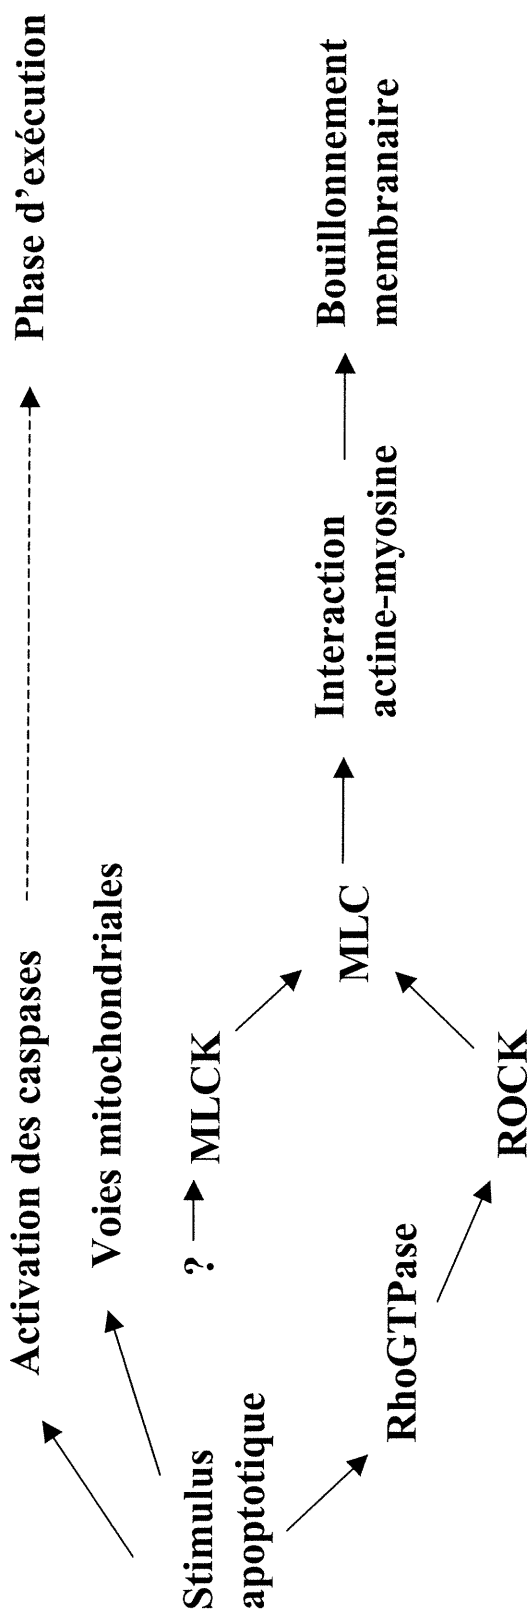 Activation des caspases
Phase d'exécution
Voies mitochondriales
Stimulus
apoptotique
? MLCK
MLC
Interaction
actine-myosine
Bouillonnement
membranaire
RhoGTPase
ROCK